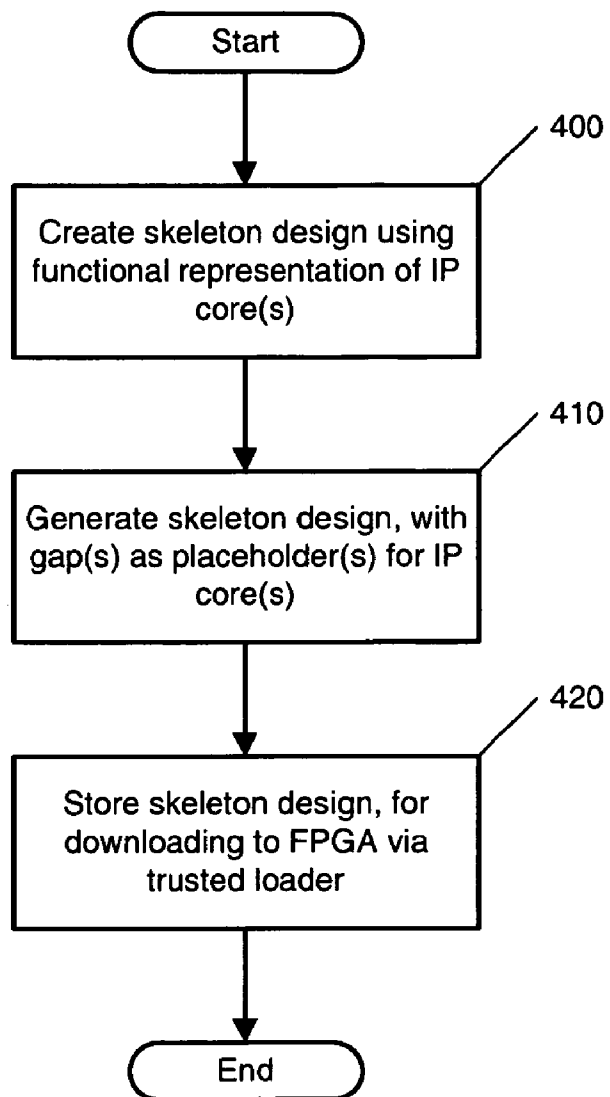 Start
400
Create skeleton design using
functional representation of IP
core(s)
410
Generate skeleton design, with
gap(s) as placeholder(s) for IP
core(s)
420
Store skeleton design, for
downloading to FPGA via
trusted loader
End